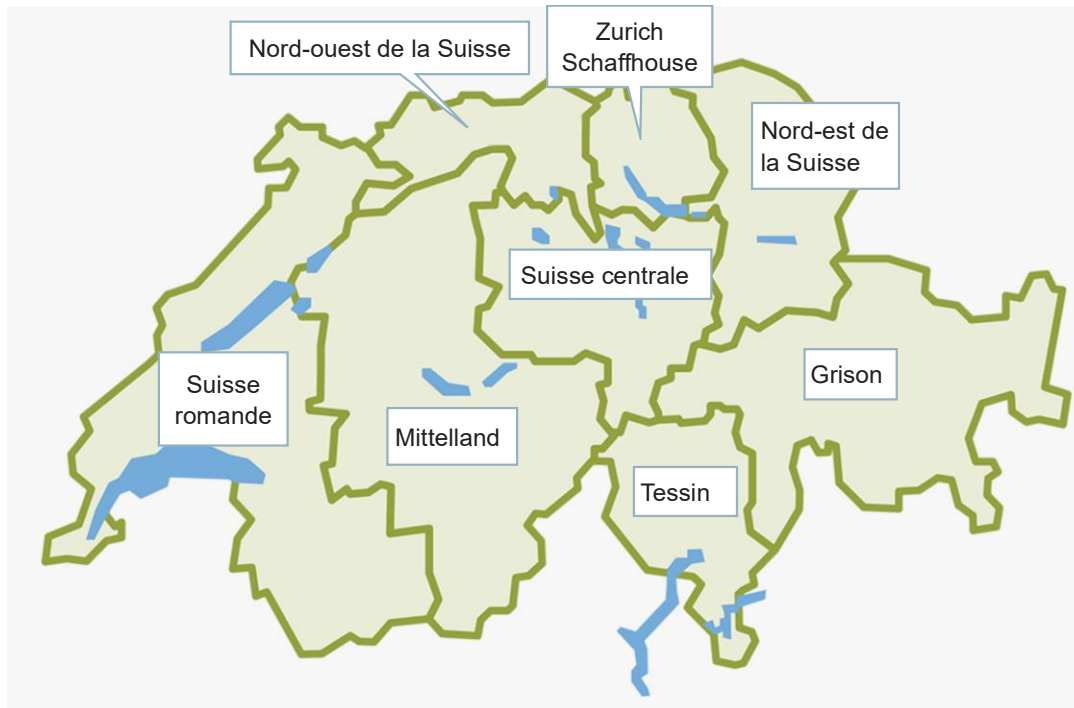 Nord-ouest de la Suisse
Zurich
Schaffhouse
Nord-est de
la Suisse
Suisse centrale
Suisse
romande
Grison
Mittelland
Tessin